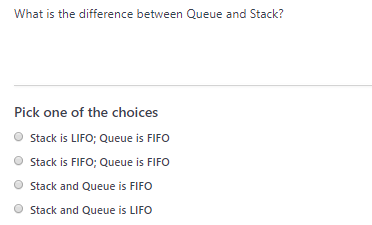 What is the difference between Queue and Stack?
Pick one of the choices
Stack is LIFO; Queue is FIFO
Stack is FIFO; Queue is FIFO
Stack and Queue is FIFO
Stack and Queue is LIFO